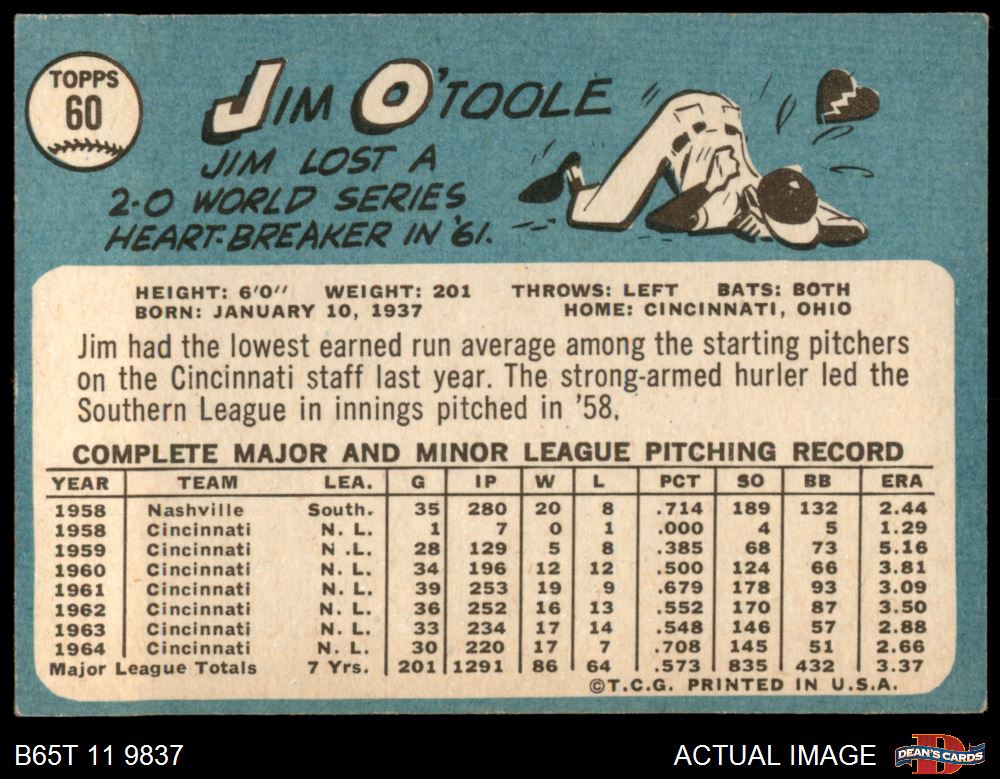 TOPPS
60
JIM O'TOOLE
JIM LOST A
2-0 WORLD SERIES
HEART-BREAKER IN '61.
HEIGHT: 6'0" WEIGHT: 201 THROWS: LEFT BATS: BOTH
BORN: JANUARY 10, 1937 HOME: CINCINNATI, OHIO
Jim had the lowest earned run average among the starting pitchers
on the Cincinnati staff last year. The strong-armed hurler led the
Southern League in innings pitched in '58.
COMPLETE MAJOR AND MINOR LEAGUE PITCHING RECORD
YEAR TEAM LEA. G IP W L PCT SO BB ERA
1958 Nashville South. 35 280 20 8 .714 189 132 2.44
1958 Cincinnati N. L. 1 7 0 1 .000 4 5 1.29
1959 Cincinnati N .L. 28 129 5 8 .385 68 73 5.16
1960 Cincinnati N. L. 34 196 12 12 .500 124 66 3.81
1961 Cincinnati N. L. 39 253 19 9 .679 178 93 3.09
1962 Cincinnati N. L. 36 252 16 13 .552 170 87 3.50
1963 Cincinnati N. L. 33 234 17 14 .548 146 57 2.88
1964 Cincinnati N. L. 30 220 17 7 .708 145 51 2.66
Major League Totals 7 Yrs. 201 1291 86 64 .573 835 432 3.37
©T.C.G. PRINTED IN U.S.A.
B65T 11 9837 ACTUAL IMAGE DEAN'S CARDS